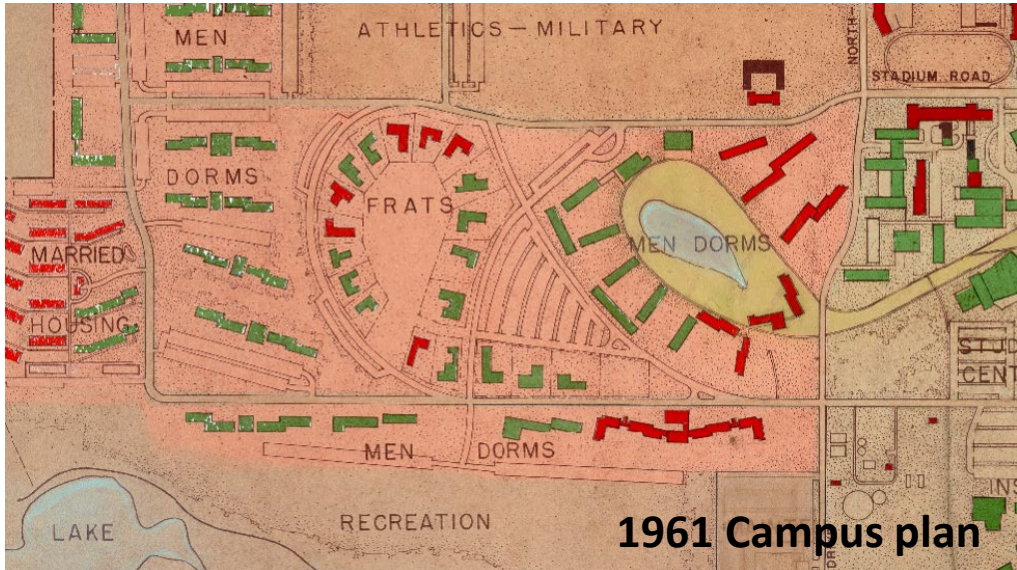 ATHLETICS—MILITARY
MEN
NORTH
STADIUM ROAD
DORMS
FRATS
MEN DORMS
MARRIED
HOUSING
STUD
CENT
MEN DORMS
INS
RECREATION
LAKE
1961 Campus plan